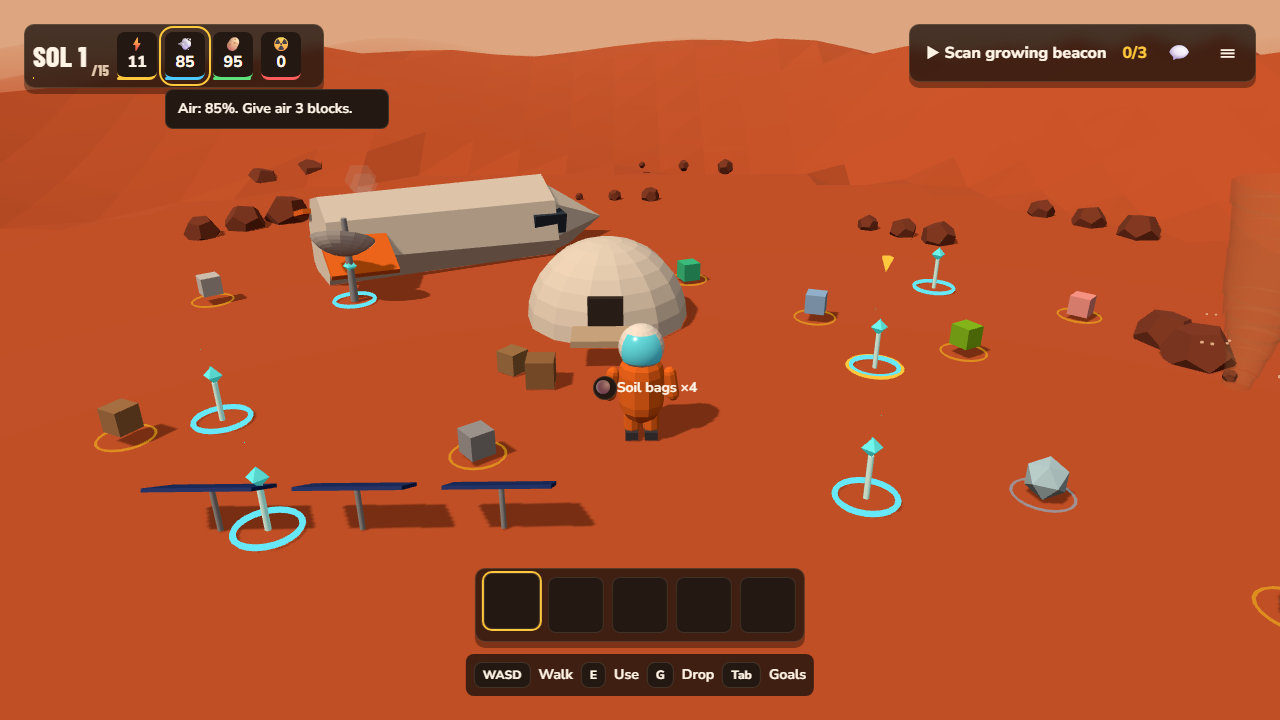 SOL 1 /15
11
85
95
0
Air: 85%. Give air 3 blocks.
▶ Scan growing beacon 0/3
Soil bags ×4
WASD Walk E Use G Drop Tab Goals